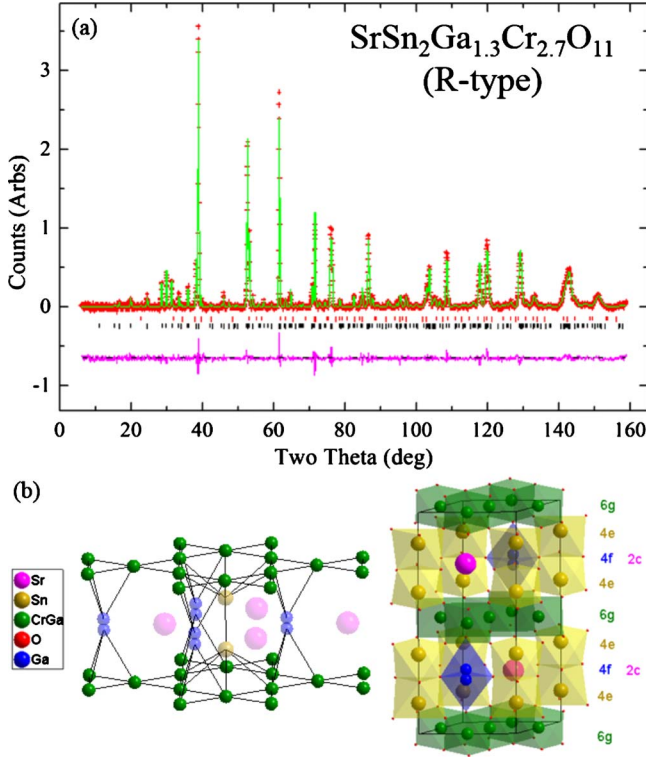 (a)
SrSn₂Ga₁.₃Cr₂.₇O₁₁
(R-type)
Counts (Arbs)
3
2
1
0
-1
0 20 40 60 80 100 120 140 160
Two Theta (deg)
(b)
Sr
Sn
CrGa
O
Ga
6g
4e
4f 2c
4e
6g
4e
4f 2c
4e
6g